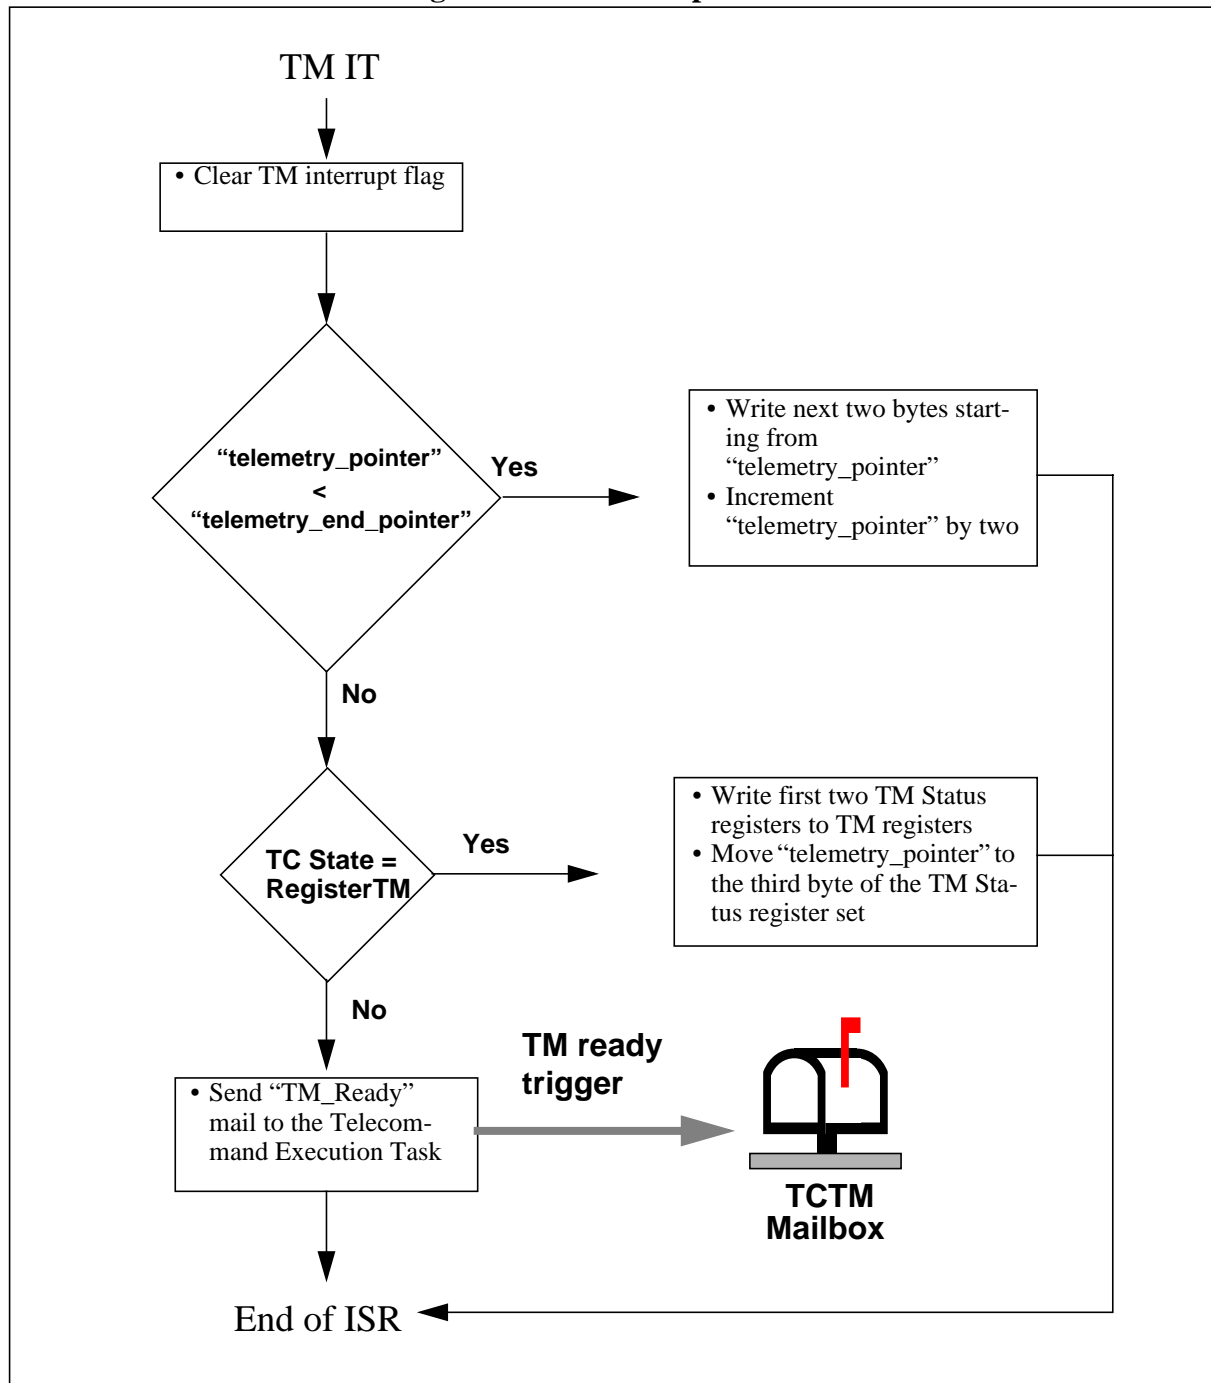 TM IT
• Clear TM interrupt flag
“telemetry_pointer”
<
“telemetry_end_pointer”
Yes
• Write next two bytes start-
ing from
“telemetry_pointer”
• Increment
“telemetry_pointer” by two
No
TC State =
RegisterTM
Yes
• Write first two TM Status
registers to TM registers
• Move “telemetry_pointer” to
the third byte of the TM Sta-
tus register set
No
• Send “TM_Ready”
mail to the Telecom-
mand Execution Task
TM ready
trigger
TCTM
Mailbox
End of ISR